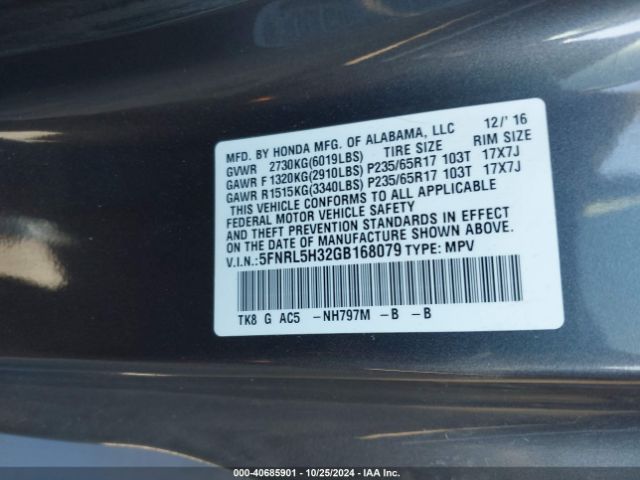 MFD. BY HONDA MFG. OF ALABAMA, LLC 12/'16
GVWR 2730KG(6019LBS) TIRE SIZE RIM SIZE
GAWR F1320KG(2910LBS) P235/65R17 103T 17X7J
GAWR R1515KG(3340LBS) P235/65R17 103T 17X7J
THIS VEHICLE CONFORMS TO ALL APPLICABLE
FEDERAL MOTOR VEHICLE SAFETY
AND THEFT PREVENTION STANDARDS IN EFFECT
ON THE DATE OF MANUFACTURE SHOWN ABOVE.
V.I.N.:5FNRL5H32GB168079 TYPE: MPV
TK8 G AC5 -NH797M -B -B
000-40685901 - 10/25/2024 - IAA Inc.